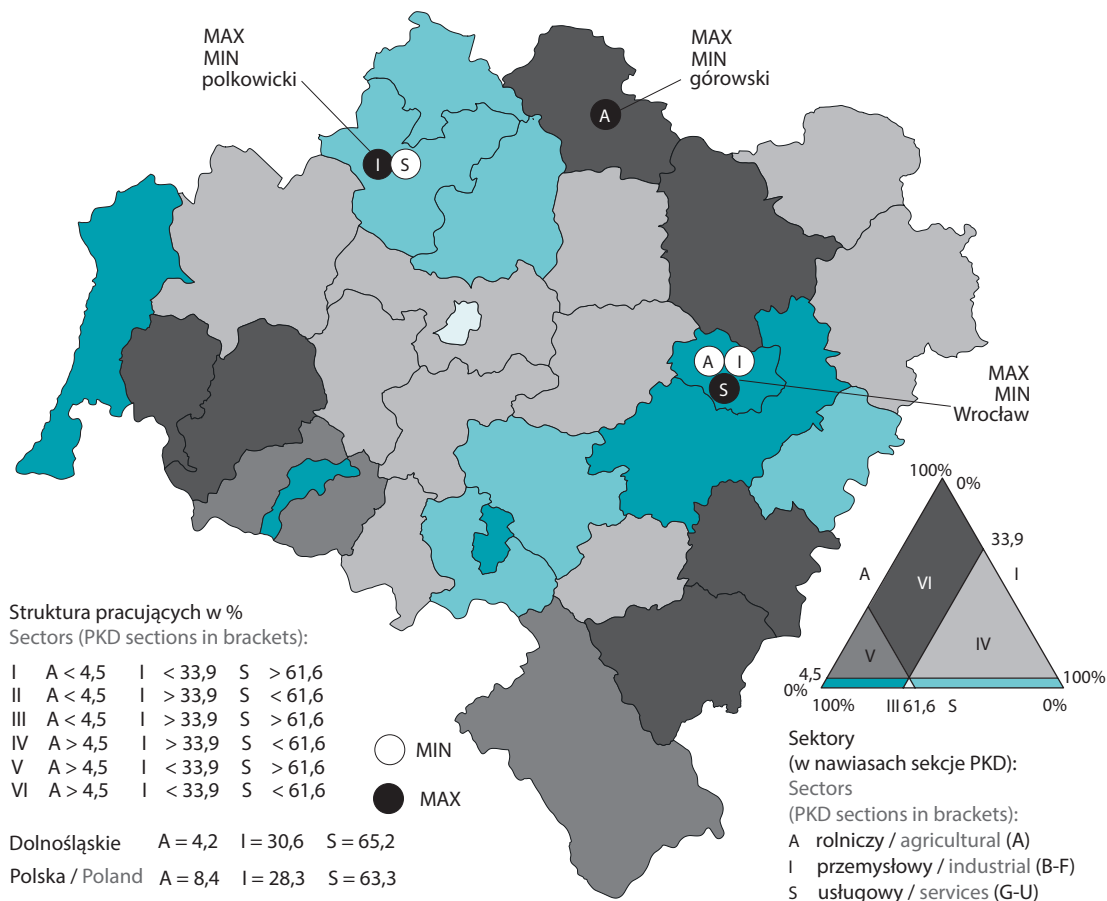 MAX
MIN
polkowicki
MAX
MIN
górowski
A
I S
A I
S
MAX
MIN
Wrocław
100%
0%
33,9
A
I
VI
IV
V
4,5
0%
100%
100%
III 61,6 S
0%
Struktura pracujących w %
Sectors (PKD sections in brackets):
I A < 4,5 I < 33,9 S > 61,6
II A < 4,5 I > 33,9 S < 61,6
III A < 4,5 I > 33,9 S > 61,6
IV A > 4,5 I > 33,9 S < 61,6
V A > 4,5 I < 33,9 S > 61,6
VI A > 4,5 I < 33,9 S < 61,6
Dolnośląskie A = 4,2 I = 30,6 S = 65,2
Polska / Poland A = 8,4 I = 28,3 S = 63,3
MIN
MAX
Sektory
(w nawiasach sekcje PKD):
Sectors
(PKD sections in brackets):
A rolniczy / agricultural (A)
I przemysłowy / industrial (B-F)
S usługowy / services (G-U)